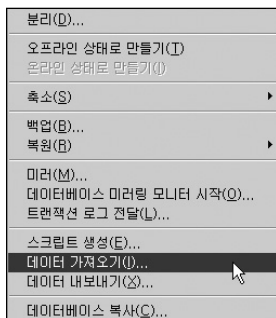 분리(D)...
오프라인 상태로 만들기(T)
온라인 상태로 만들기(I)
축소(S)
백업(B)...
복원(R)
미러(M)...
데이터베이스 미러링 모니터 시작(O)...
트랜잭션 로그 전달(L)...
스크립트 생성(E)...
데이터 가져오기(I)...
데이터 내보내기(X)...
데이터베이스 복사(C)...